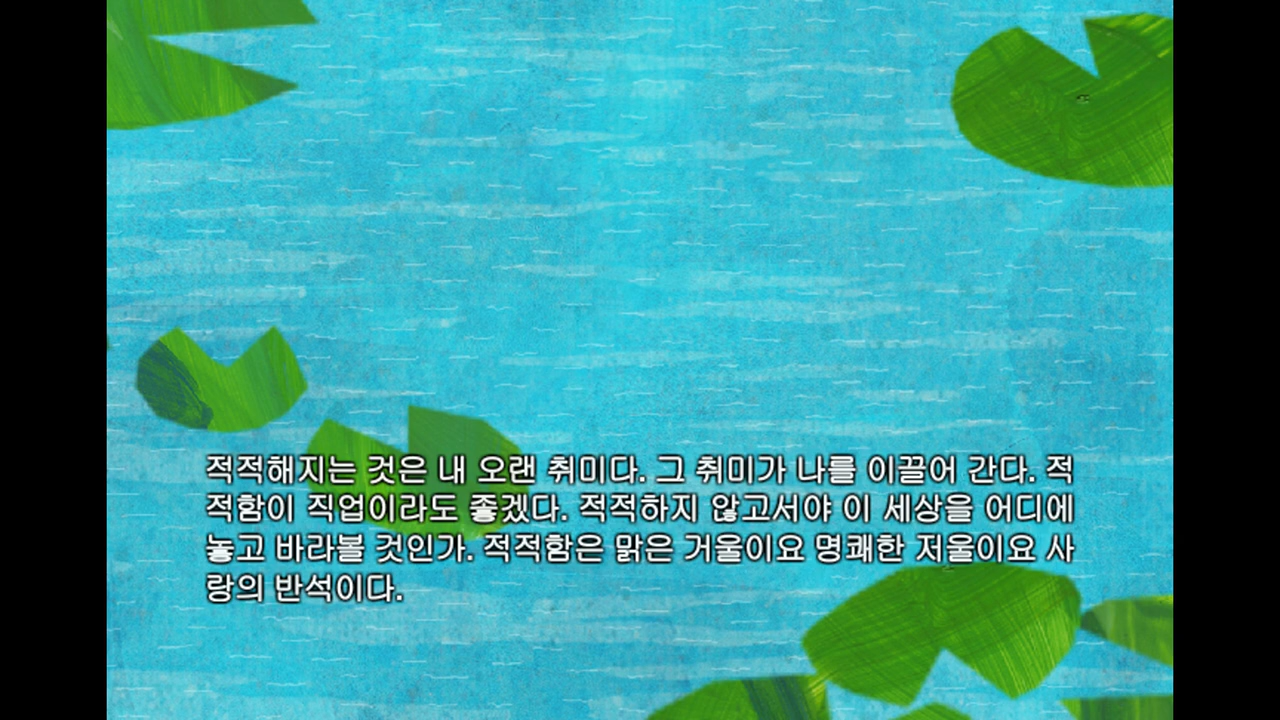 적적해지는 것은 내 오랜 취미다. 그 취미가 나를 이끌어 간다. 적
적함이 직업이라도 좋겠다. 적적하지 않고서야 이 세상을 어디에
놓고 바라볼 것인가. 적적함은 맑은 거울이요 명쾌한 저울이요 사
랑의 반석이다.